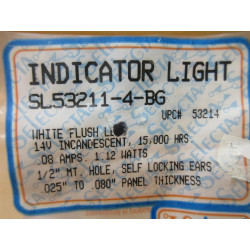 INDICATOR LIGHT
SL53211-4-BG
UPC# 53214
WHITE FLUSH
14V INCANDESCENT, 15,000 HRS.
.08 AMPS. 1.12 WATTS
1/2" MT. HOLE, SELF LOCKING EARS
.025" TO .080" PANEL THICKNESS